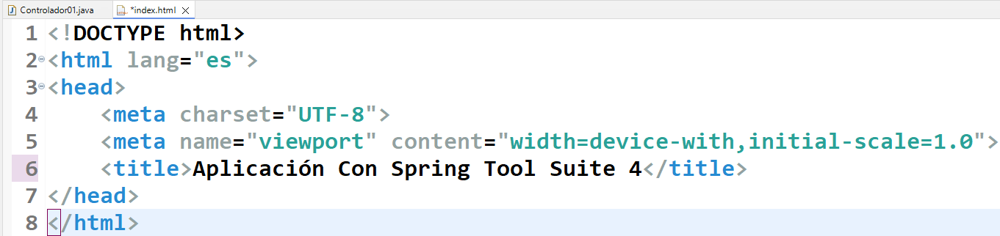 Controlador01.java *index.html
1 <!DOCTYPE html>
2 <html lang="es">
3 <head>
4     <meta charset="UTF-8">
5     <meta name="viewport" content="width=device-with,initial-scale=1.0">
6     <title>Aplicación Con Spring Tool Suite 4</title>
7 </head>
8 </html>